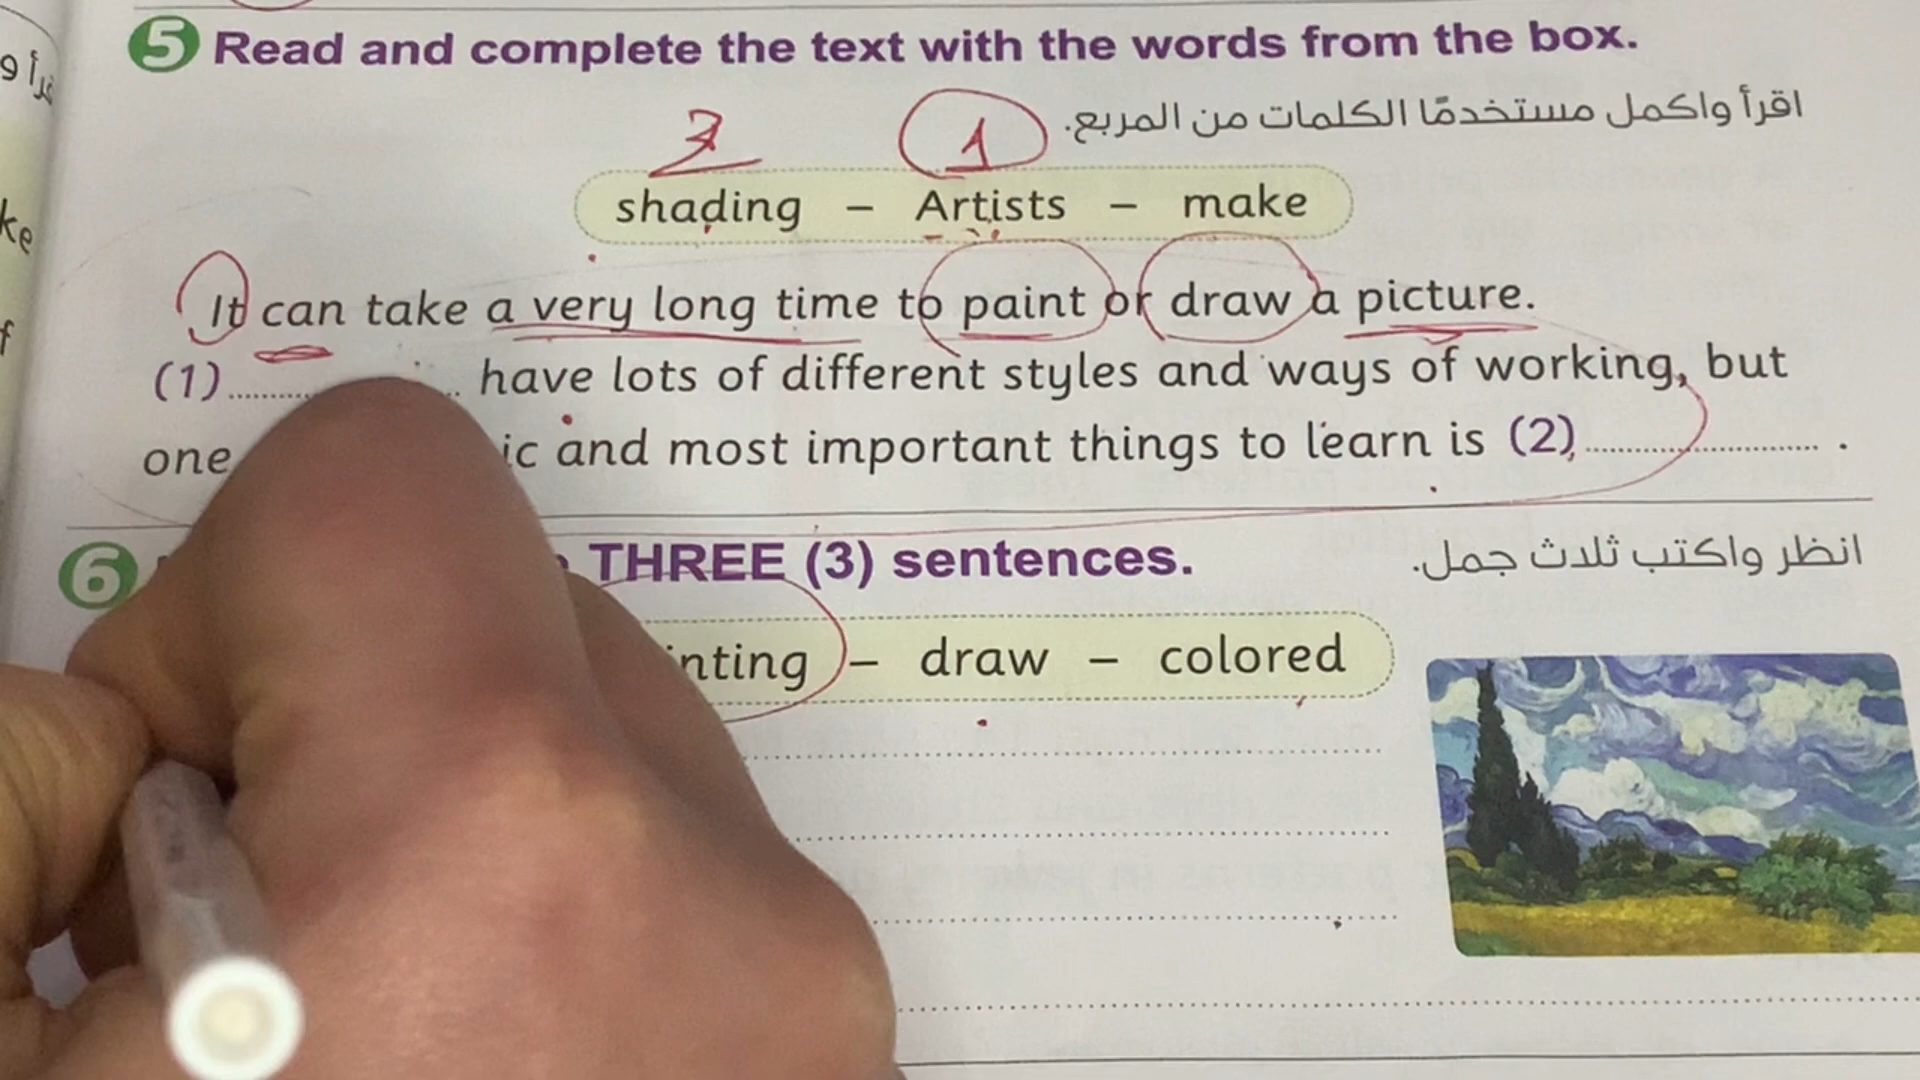 5 Read and complete the text with the words from the box.
اقرأ واكمل مستخدمًا الكلمات من المربع.
1
shading – Artists – make
It can take a very long time to paint or draw a picture.
(1) .......... have lots of different styles and ways of working, but
one ic and most important things to learn is (2) .......... .
6 THREE (3) sentences.
انظر واكتب ثلاث جمل.
nting – draw – colored